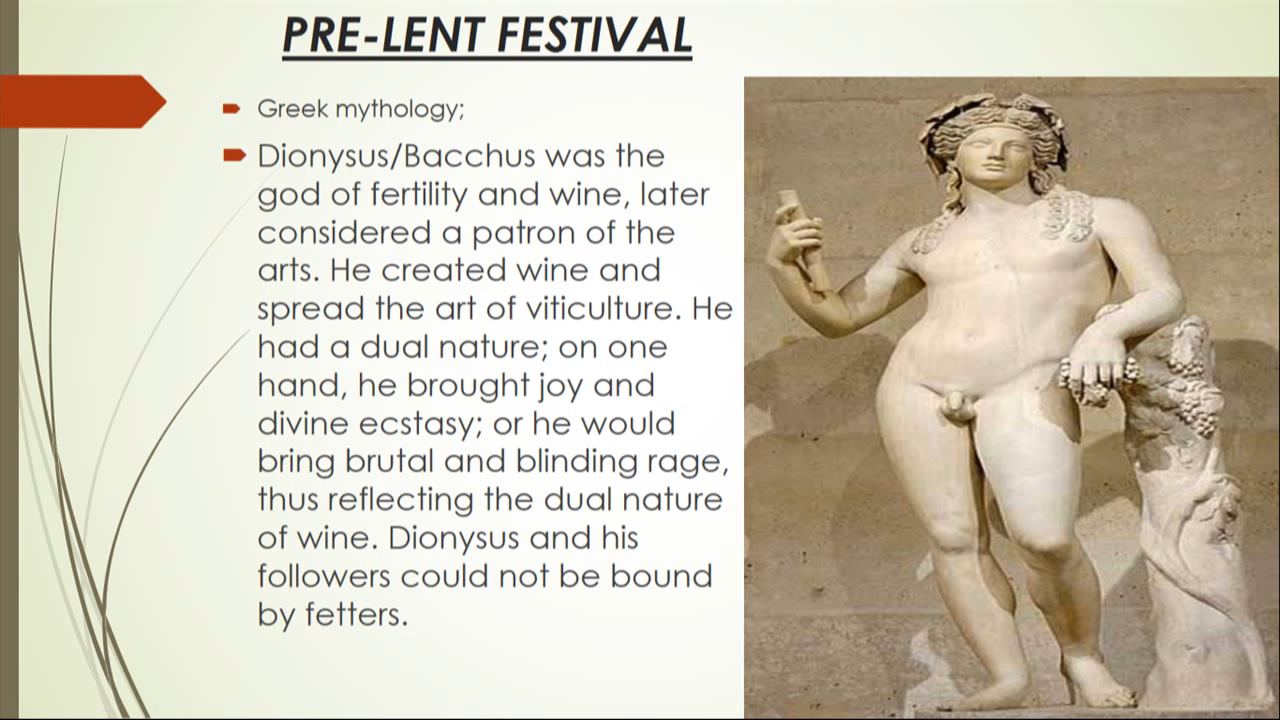 PRE-LENT FESTIVAL
Greek mythology;
Dionysus/Bacchus was the
god of fertility and wine, later
considered a patron of the
arts. He created wine and
spread the art of viticulture. He
had a dual nature; on one
hand, he brought joy and
divine ecstasy; or he would
bring brutal and blinding rage,
thus reflecting the dual nature
of wine. Dionysus and his
followers could not be bound
by fetters.